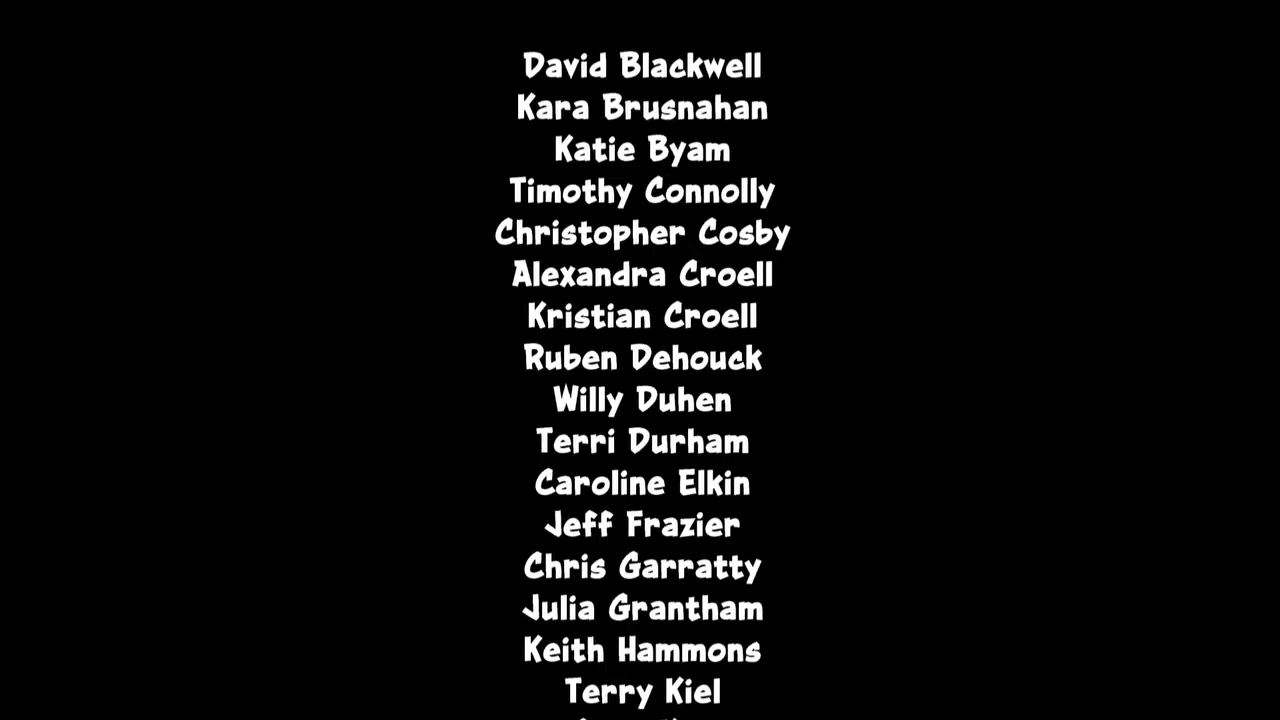 David Blackwell
Kara Brusnahan
Katie Byam
Timothy Connolly
Christopher Cosby
Alexandra Croell
Kristian Croell
Ruben Dehouck
Willy Duhen
Terri Durham
Caroline Elkin
Jeff Frazier
Chris Garratty
Julia Grantham
Keith Hammons
Terry Kiel